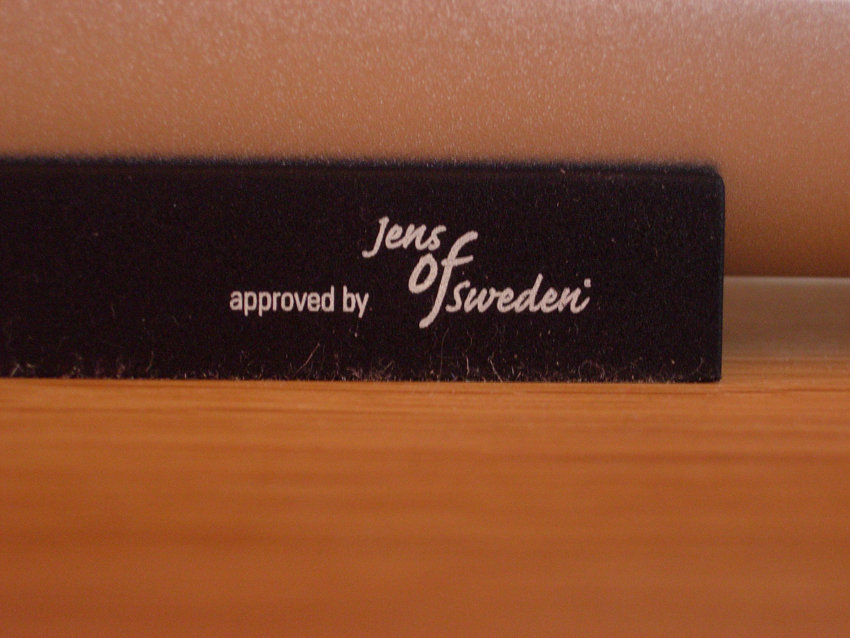 approved by
Jens
of
Sweden